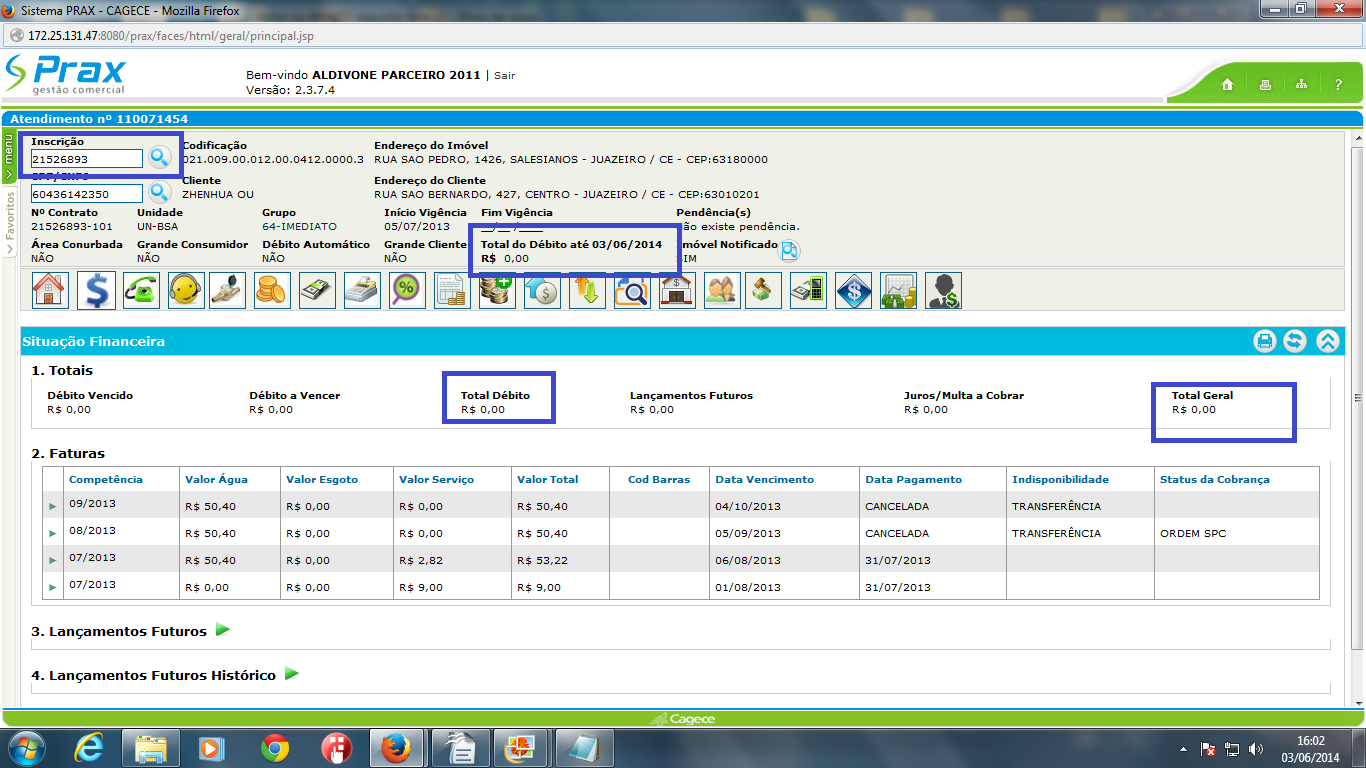 Sistema PRAX - CAGECE - Mozilla Firefox
172.25.131.47:8080/prax/faces/html/geral/principal.jsp
Prax
gestão comercial
Bem-vindo ALDIVONE PARCEIRO 2011 | Sair
Versão: 2.3.7.4
Atendimento nº 110071454
menu
Favoritos
Inscrição Codificação Endereço do Imóvel
21526893 021.009.00.012.00.0412.0000.3 RUA SAO PEDRO, 1426, SALESIANOS - JUAZEIRO / CE - CEP:63180000
Cliente Endereço do Cliente
60436142350 ZHENHUA OU RUA SAO BERNARDO, 427, CENTRO - JUAZEIRO / CE - CEP:63010201
Nº Contrato Unidade Grupo Início Vigência Fim Vigência Pendência(s)
21526893-101 UN-BSA 64-IMEDIATO 05/07/2013 __/__/____ não existe pendência.
Área Conurbada Grande Consumidor Débito Automático Grande Cliente Total do Débito até 03/06/2014 Imóvel Notificado
NÃO NÃO NÃO NÃO R$ 0,00 SIM
Situação Financeira
1. Totais
Débito Vencido Débito a Vencer Total Débito Lançamentos Futuros Juros/Multa a Cobrar Total Geral
R$ 0,00 R$ 0,00 R$ 0,00 R$ 0,00 R$ 0,00 R$ 0,00
2. Faturas
Competência Valor Água Valor Esgoto Valor Serviço Valor Total Cod Barras Data Vencimento Data Pagamento Indisponibilidade Status da Cobrança
09/2013 R$ 50,40 R$ 0,00 R$ 0,00 R$ 50,40 04/10/2013 CANCELADA TRANSFERÊNCIA
08/2013 R$ 50,40 R$ 0,00 R$ 0,00 R$ 50,40 05/09/2013 CANCELADA TRANSFERÊNCIA ORDEM SPC
07/2013 R$ 50,40 R$ 0,00 R$ 2,82 R$ 53,22 06/08/2013 31/07/2013
07/2013 R$ 0,00 R$ 0,00 R$ 9,00 R$ 9,00 01/08/2013 31/07/2013
3. Lançamentos Futuros
4. Lançamentos Futuros Histórico
Cagece
16:02
03/06/2014